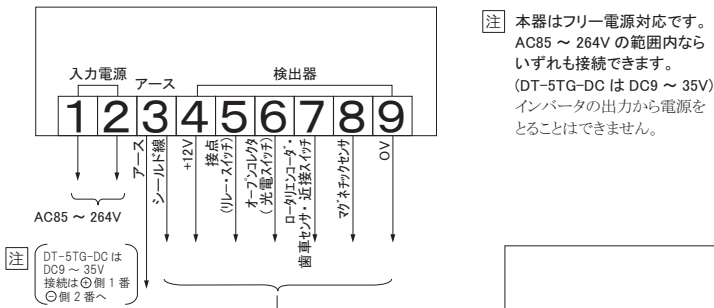 入力電源
アース
検出器
1 2 3 4 5 6 7 8 9
アース
シールド線
+12V
接点
(リレー・スイッチ)
オープンコレクタ
(光電スイッチ)
ロータリエンコーダ・
歯車センサ・近接スイッチ
マグネチックセンサ
0V
AC85 ～ 264V
注
DT-5TG-DC は
DC9 ～ 35V
接続は⊕側 1 番
⊖側 2 番へ
注 本器はフリー電源対応です。
AC85 ～ 264V の範囲内なら
いずれも接続できます。
(DT-5TG-DC は DC9 ～ 35V)
インバータの出力から電源を
とることはできません。